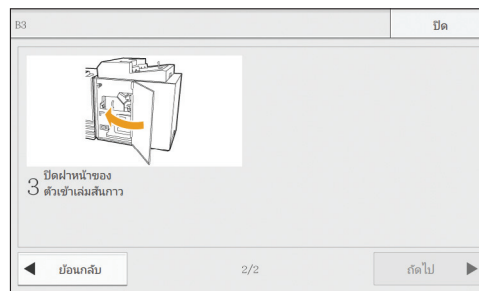 B3
ปิด
3 ปิดฝาหน้าของ
ตัวเข้าเล่มสันกาว
ย้อนกลับ
2/2
ถัดไป